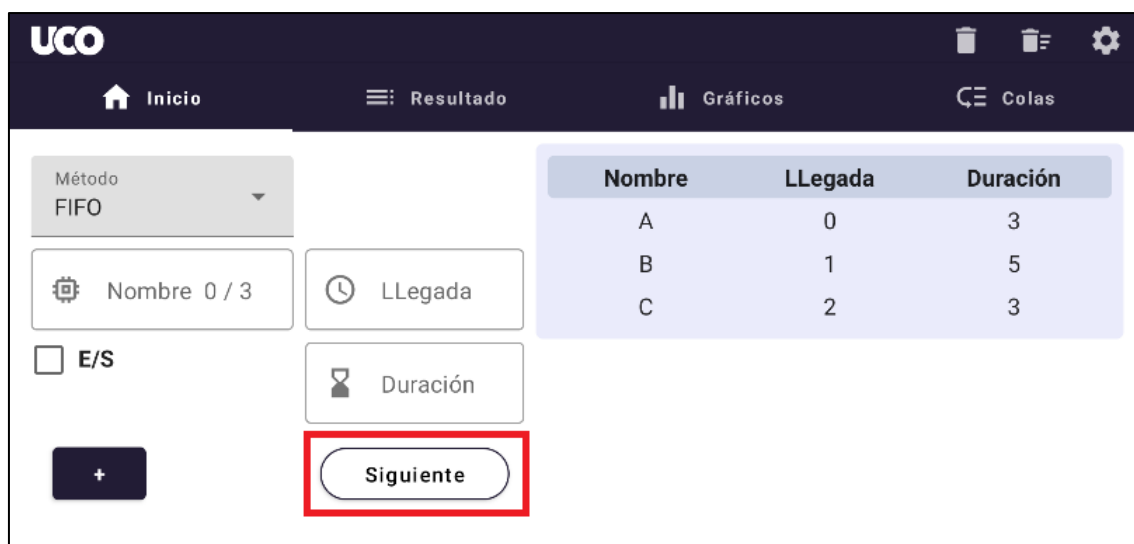 UCO
Inicio
Resultado
Gráficos
Colas
Método
FIFO
Nombre 0 / 3
LLegada
E/S
Duración
+
Siguiente
Nombre LLegada Duración
A 0 3
B 1 5
C 2 3